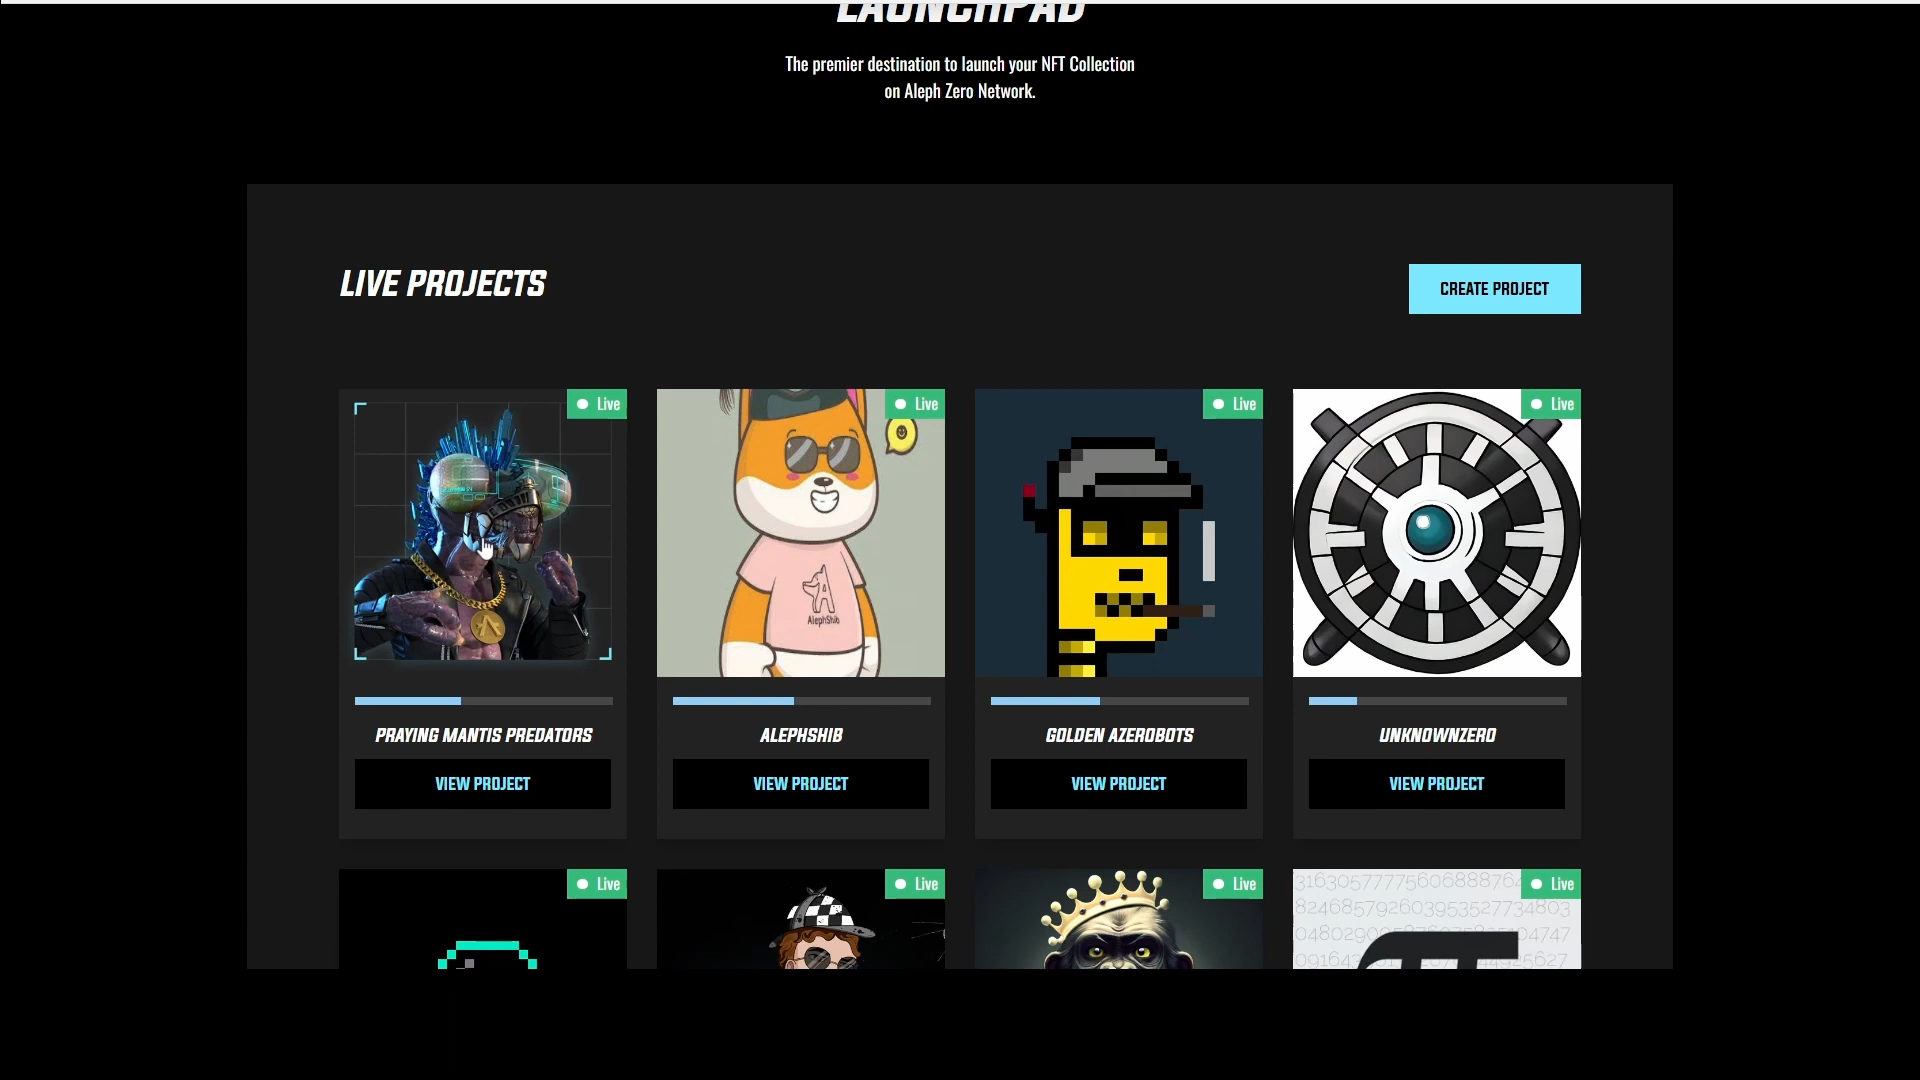 LAUNCHPAD
The premier destination to launch your NFT Collection
on Aleph Zero Network.
LIVE PROJECTS
CREATE PROJECT
Live
Live
Live
Live
AlephShib
PRAYING MANTIS PREDATORS
ALEPHSHIB
GOLDEN AZEROBOTS
UNKNOWNZERO
VIEW PROJECT
VIEW PROJECT
VIEW PROJECT
VIEW PROJECT
Live
Live
Live
Live